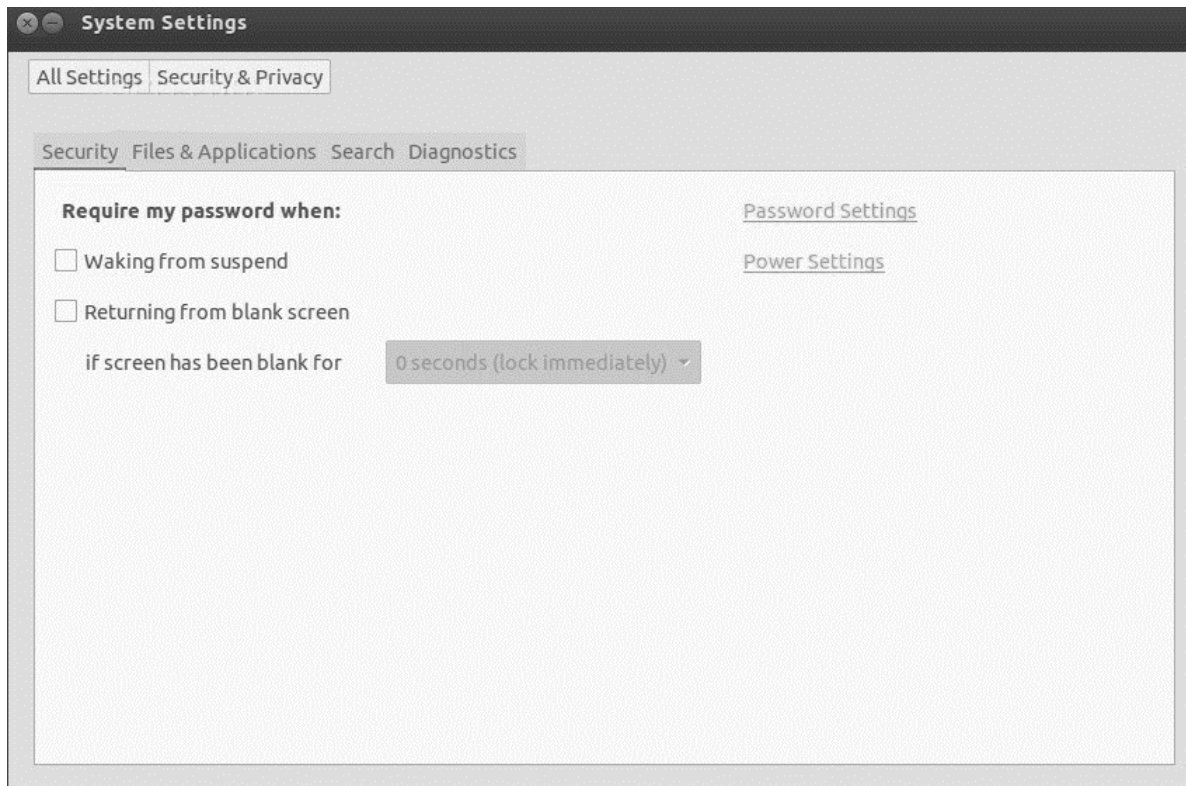 System Settings
All Settings Security & Privacy
Security Files & Applications Search Diagnostics
Require my password when: Password Settings
Waking from suspend Power Settings
Returning from blank screen
if screen has been blank for 0 seconds (lock immediately)